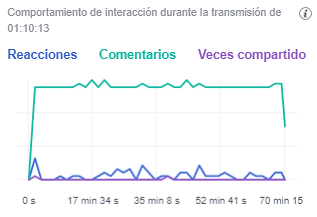 Comportamiento de interacción durante la transmisión de
01:10:13
Reacciones Comentarios Veces compartido
0 s 17 min 34 s 35 min 8 s 52 min 41 s 70 min 15